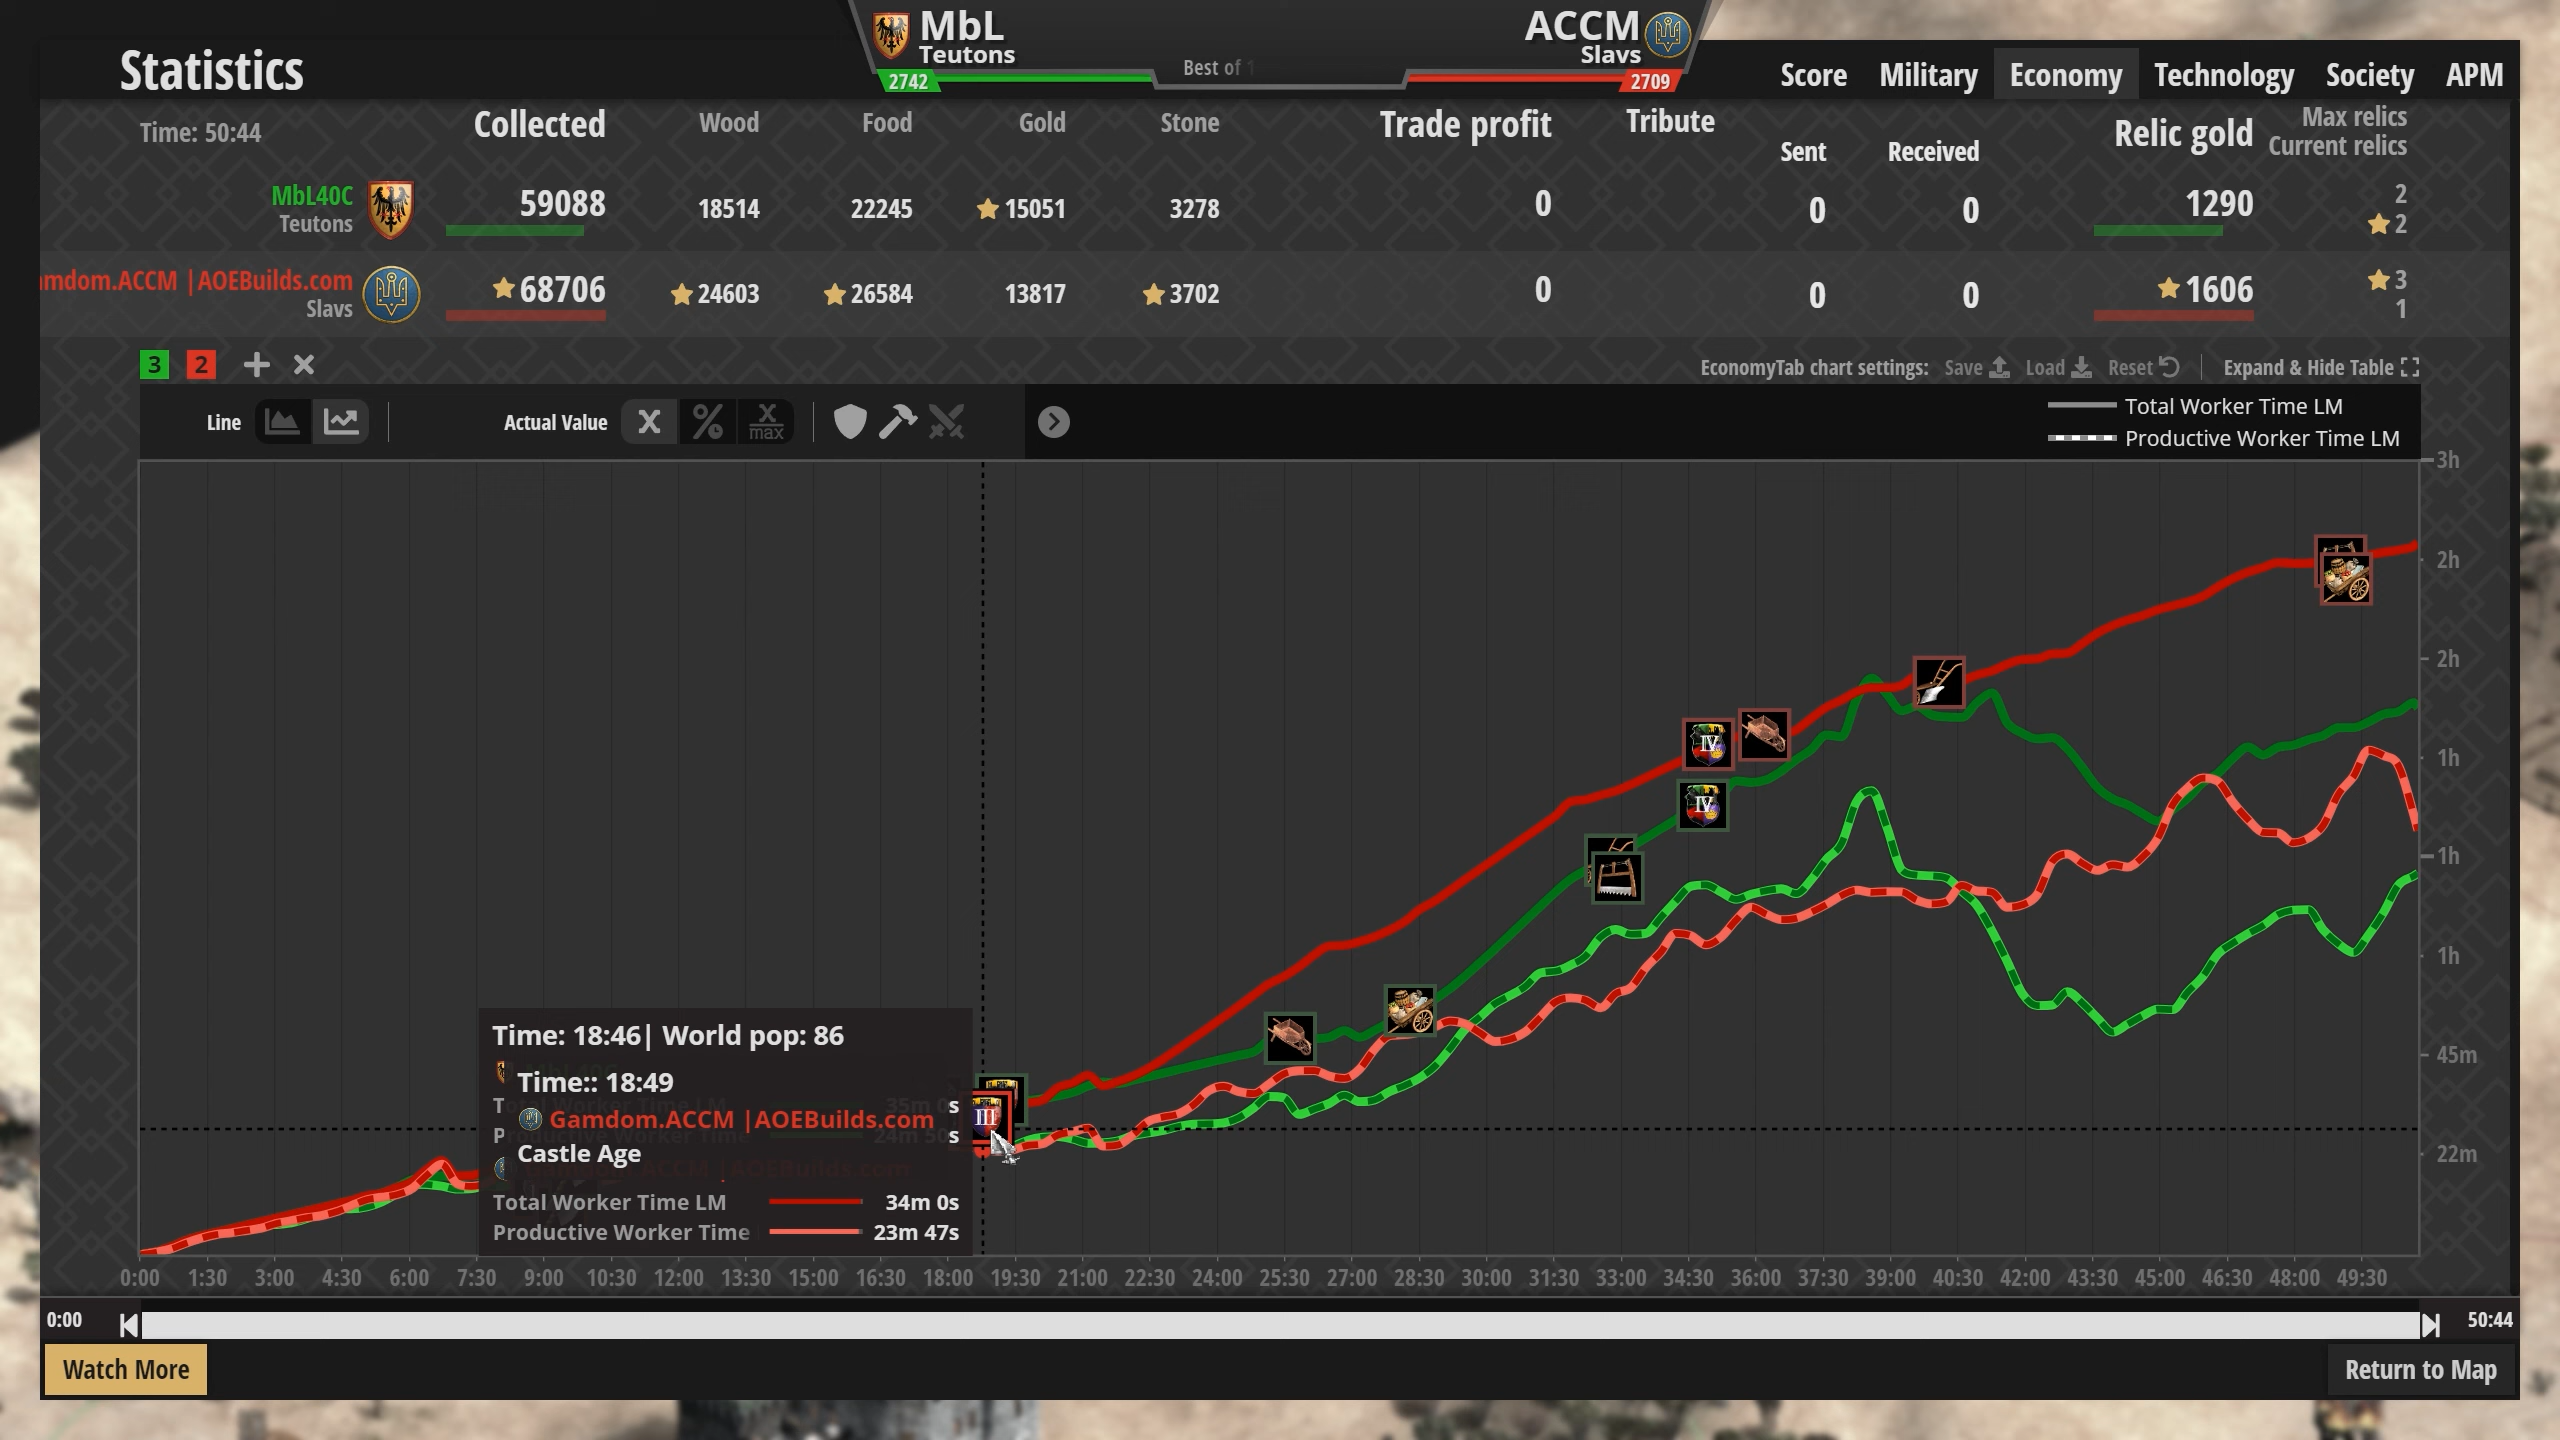 Statistics
MbL
Teutons
2742
Best of 1
ACCM
Slavs
2709
Score Military Economy Technology Society APM
Time: 50:44 Collected Wood Food Gold Stone Trade profit Tribute Sent Received Relic gold Max relics
Current relics
MbL40C 59088 18514 22245 15051 3278 0 0 0 1290 2
Teutons 2
mdom.ACCM |AOEBuilds.com 68706 24603 26584 13817 3702 0 0 0 1606 3
Slavs 1
3 2
EconomyTab chart settings: Save Load Reset Expand & Hide Table
Line Actual Value X % X
max
Total Worker Time LM
Productive Worker Time LM
3h
2h
2h
1h
1h
1h
45m
22m
IV
IV
III
Time: 18:46| World pop: 86
Time:: 18:49
Gamdom.ACCM |AOEBuilds.com
Castle Age
Total Worker Time LM 34m 0s
Productive Worker Time 23m 47s
0:00 1:30 3:00 4:30 6:00 7:30 9:00 10:30 12:00 13:30 15:00 16:30 18:00 19:30 21:00 22:30 24:00 25:30 27:00 28:30 30:00 31:30 33:00 34:30 36:00 37:30 39:00 40:30 42:00 43:30 45:00 46:30 48:00 49:30
0:00 50:44
Watch More
Return to Map